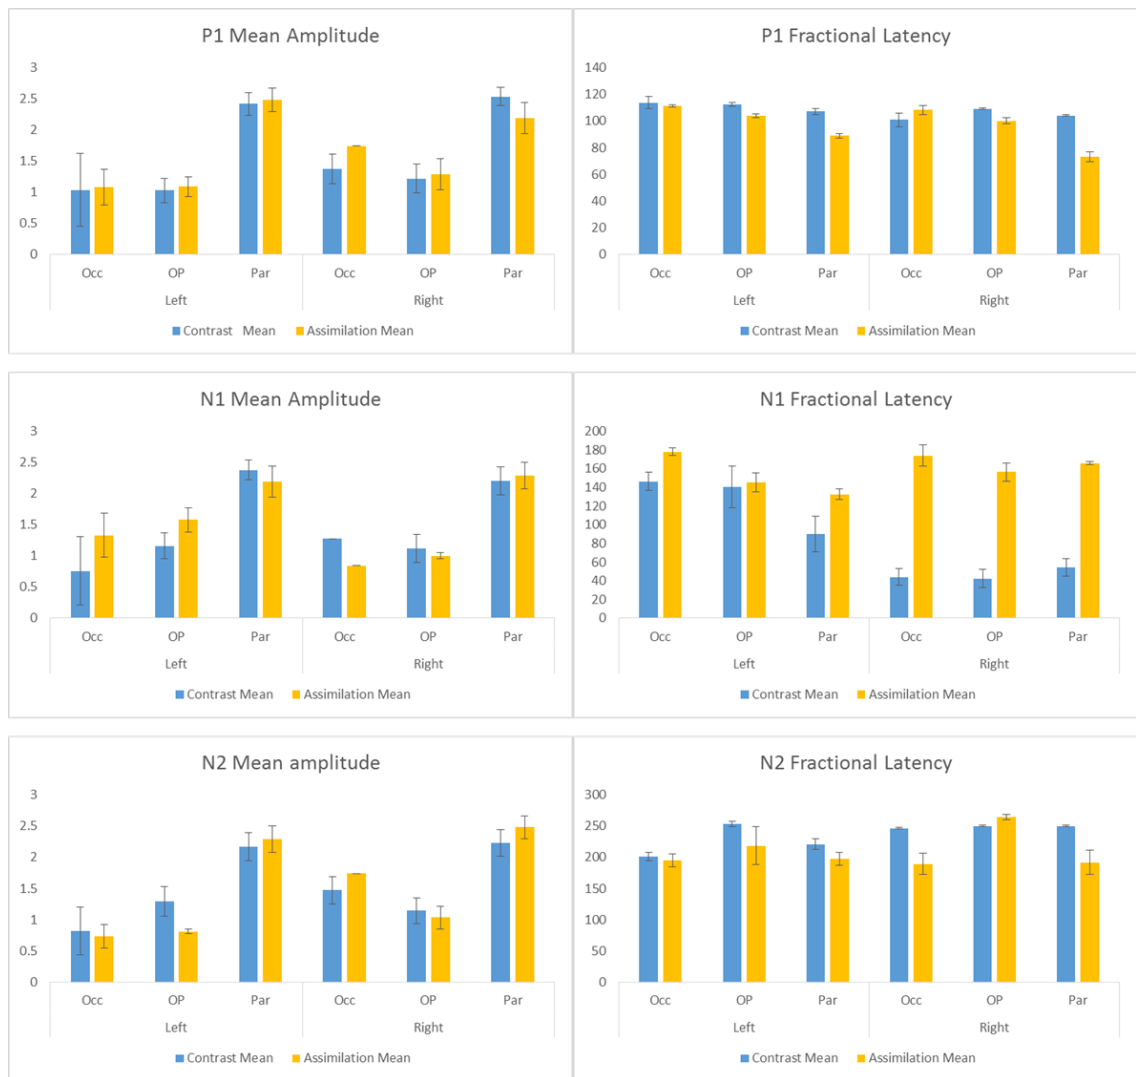 P1 Mean Amplitude
3
2.5
2
1.5
1
0.5
0
Occ OP Par Occ OP Par
Left Right
Contrast Mean Assimilation Mean
P1 Fractional Latency
140
120
100
80
60
40
20
0
Occ OP Par Occ OP Par
Left Right
Contrast Mean Assimilation Mean
N1 Mean Amplitude
3
2.5
2
1.5
1
0.5
0
Occ OP Par Occ OP Par
Left Right
Contrast Mean Assimilation Mean
N1 Fractional Latency
200
180
160
140
120
100
80
60
40
20
0
Occ OP Par Occ OP Par
Left Right
Contrast Mean Assimilation Mean
N2 Mean amplitude
3
2.5
2
1.5
1
0.5
0
Occ OP Par Occ OP Par
Left Right
Contrast Mean Assimilation Mean
N2 Fractional Latency
300
250
200
150
100
50
0
Occ OP Par Occ OP Par
Left Right
Contrast Mean Assimilation Mean